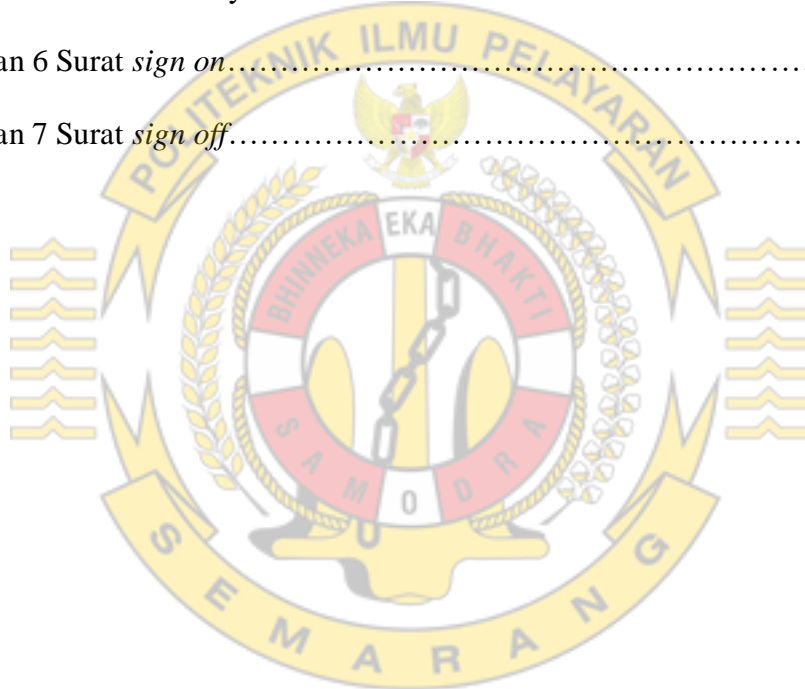 an 6 Surat sign on……………………………………………………
an 7 Surat sign off……………………………………………………
POLITEKNIK ILMU PELAYARAN
BHINNEKA EKA BHAKTI
SAMODRA
SEMARANG